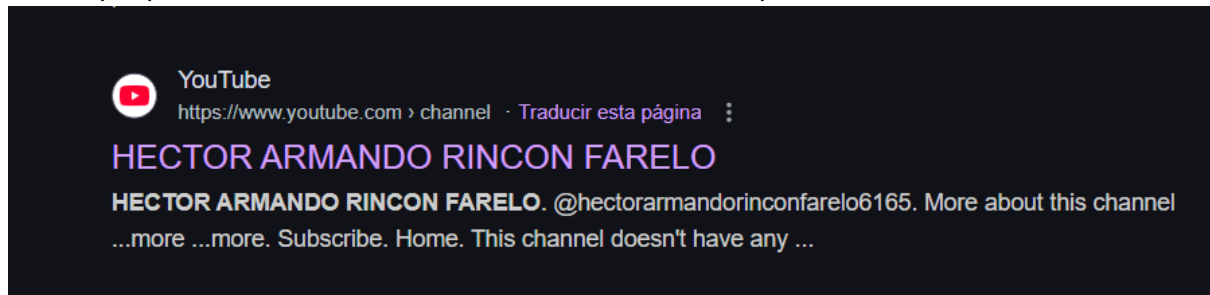 YouTube
https://www.youtube.com › channel · Traducir esta página
HECTOR ARMANDO RINCON FARELO
HECTOR ARMANDO RINCON FARELO. @hectorarmandorinconfarelo6165. More about this channel
...more ...more. Subscribe. Home. This channel doesn't have any ...